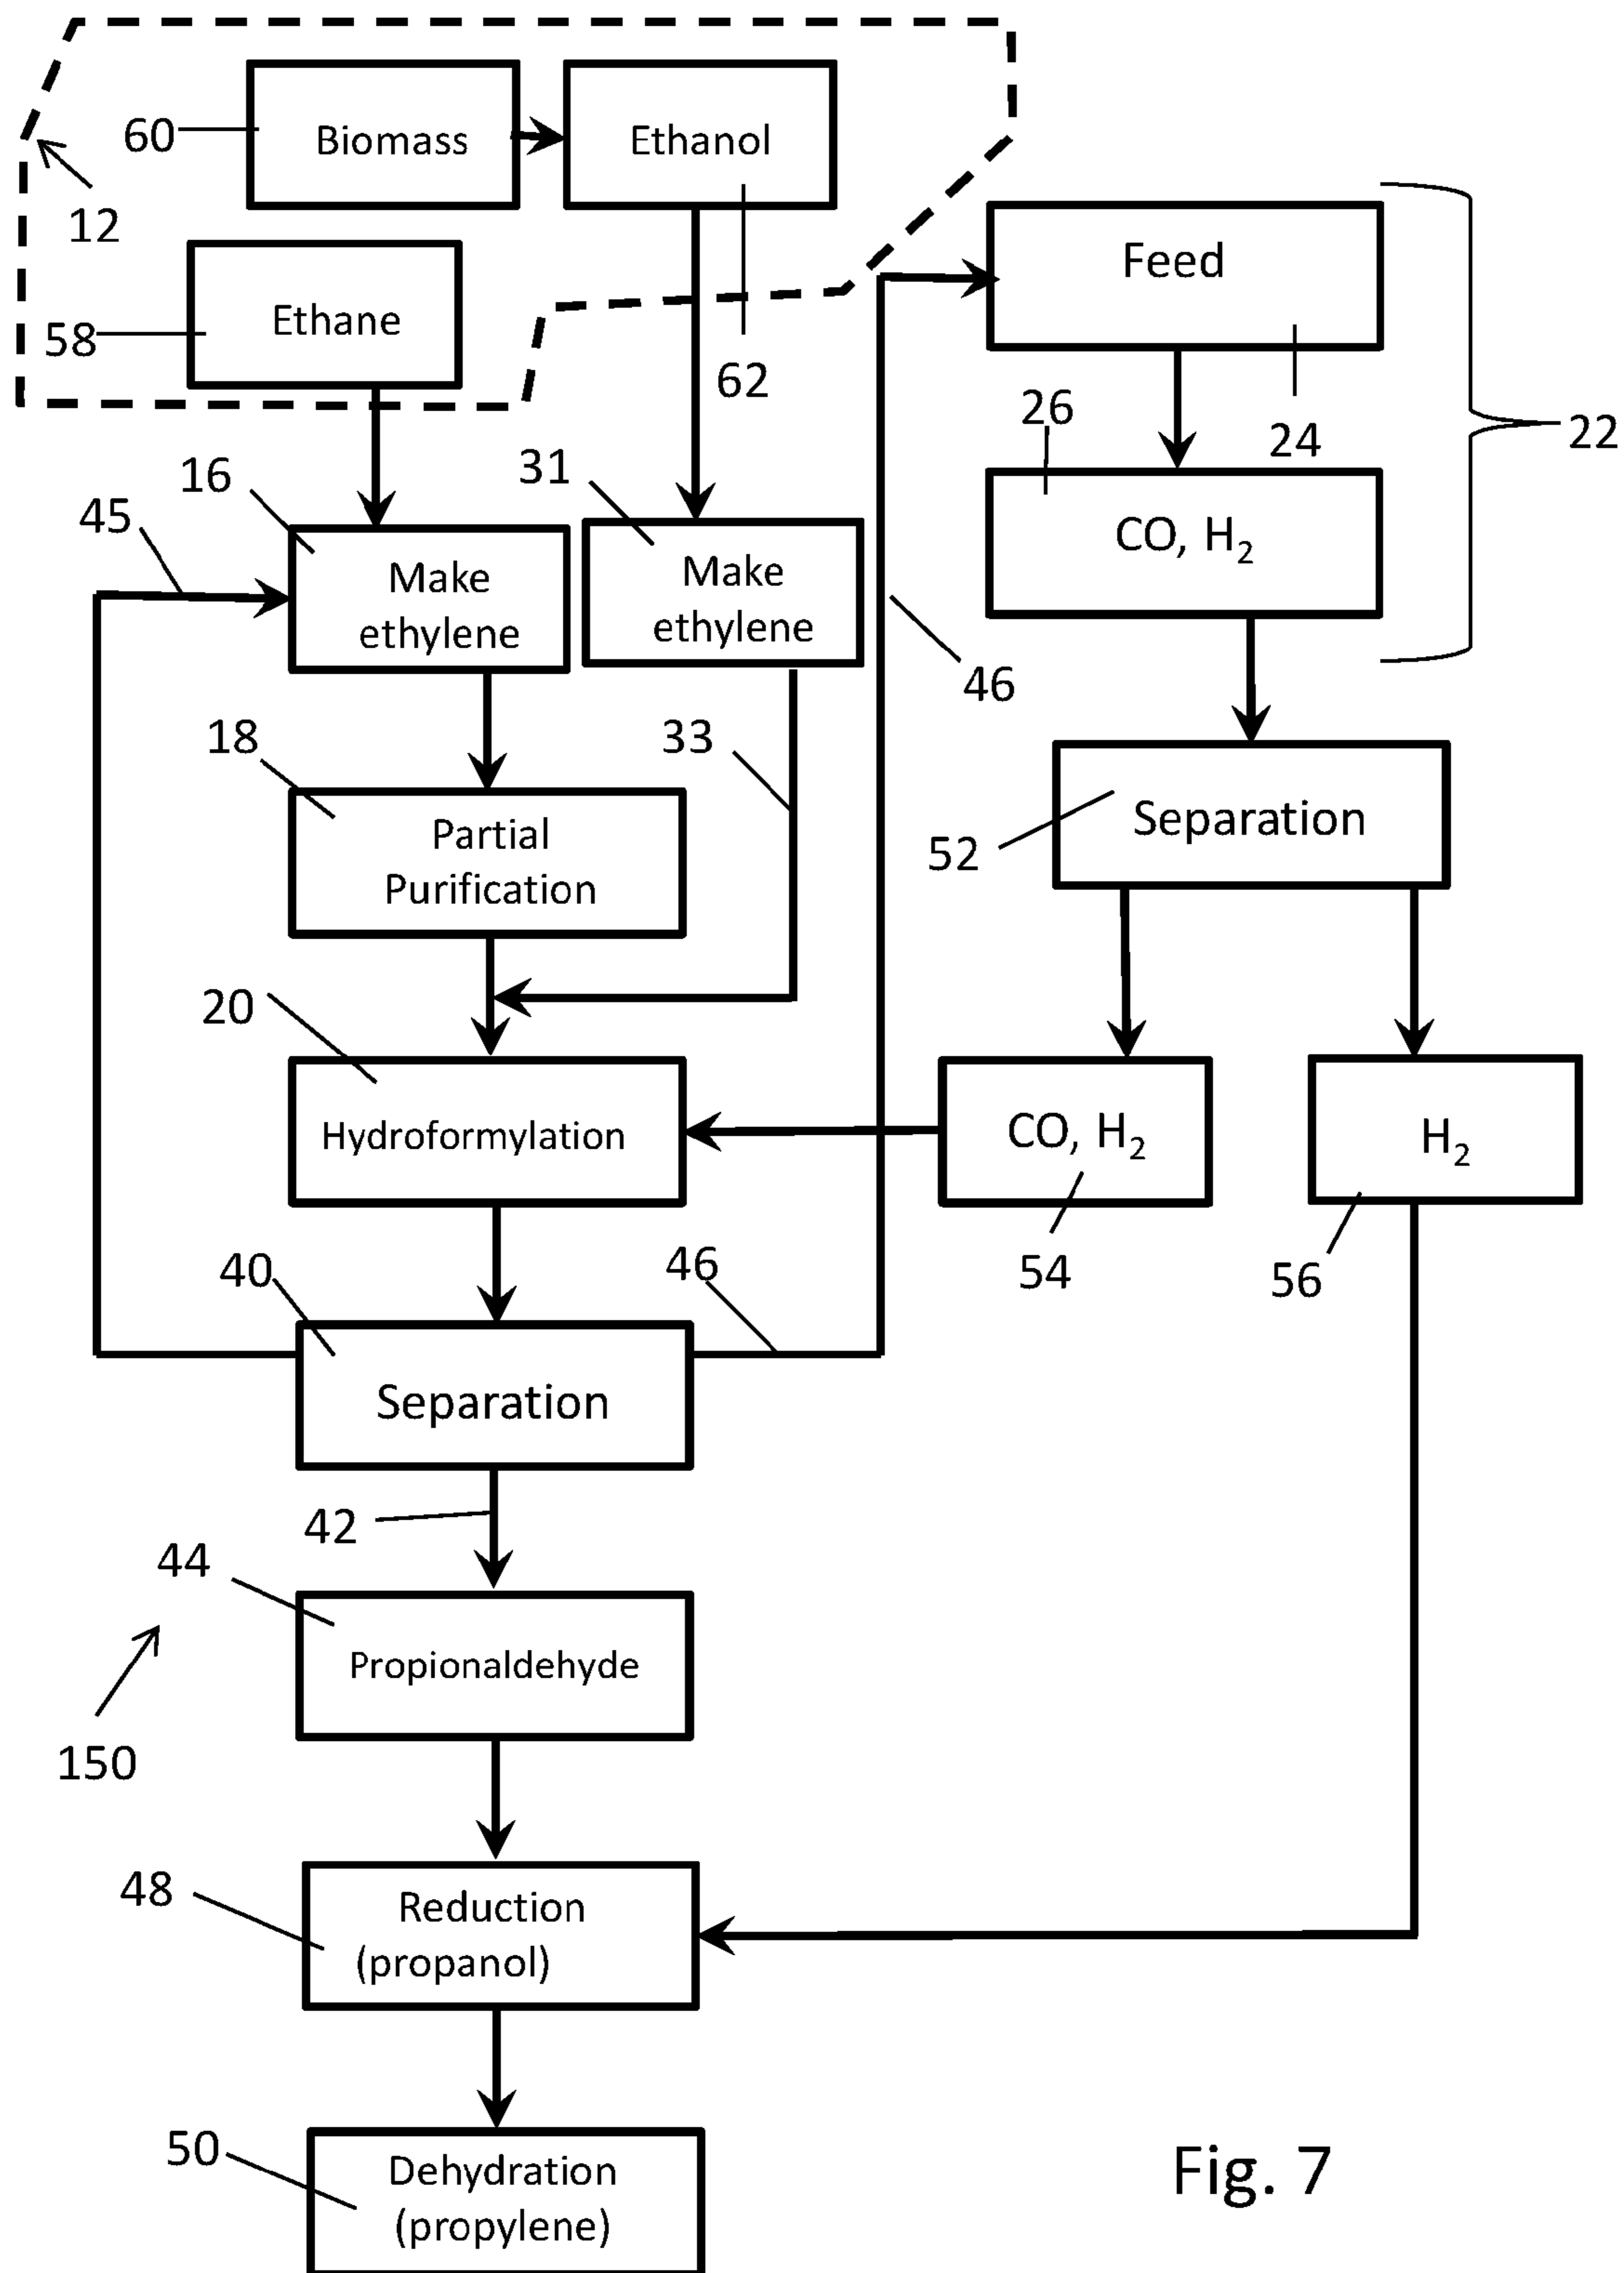 60
Biomass
Ethanol
12
Feed
58
Ethane
62
26
24
22
16
31
45
CO, H₂
Make
ethylene
Make
ethylene
46
18
33
Partial
Purification
52
Separation
20
Hydroformylation
CO, H₂
H₂
40
46
54
56
Separation
42
44
Propionaldehyde
150
48
Reduction
(propanol)
50
Dehydration
(propylene)
Fig. 7